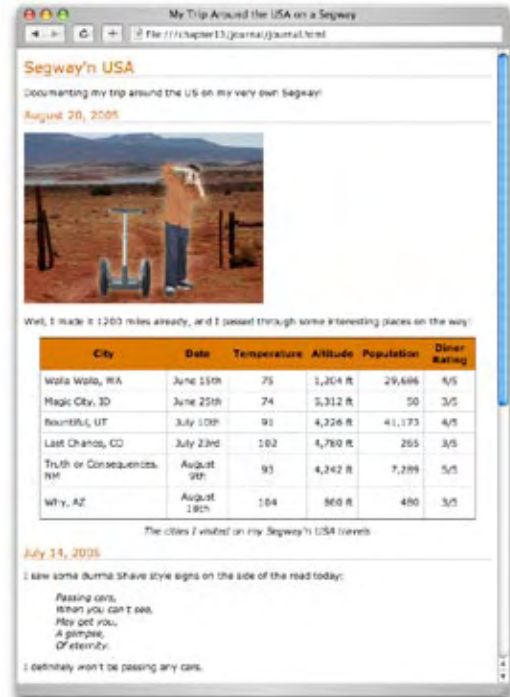 My Trip Around the USA on a Segway
file:///chapter13/journal/journal.html
Segway'n USA
Documenting my trip around the US on my very own Segway!
August 20, 2005
Well, I made it 1200 miles already, and I passed through some interesting places on the way:
City Date Temperature Altitude Population Diner Rating
Walla Walla, WA June 15th 75 1,204 ft 29,686 4/5
Magic City, ID June 25th 74 5,312 ft 50 3/5
Bountiful, UT July 10th 91 4,226 ft 41,173 4/5
Last Chance, CO July 23rd 102 4,780 ft 265 3/5
Truth or Consequences, NM August 9th 93 4,242 ft 7,289 5/5
Why, AZ August 18th 104 860 ft 480 3/5
The cities I visited on my Segway'n USA travels
July 14, 2005
I saw some Burma Shave style signs on the side of the road today:
Passing cars,
When you can't see,
May get you,
A glimpse,
Of eternity.
I definitely won't be passing any cars.